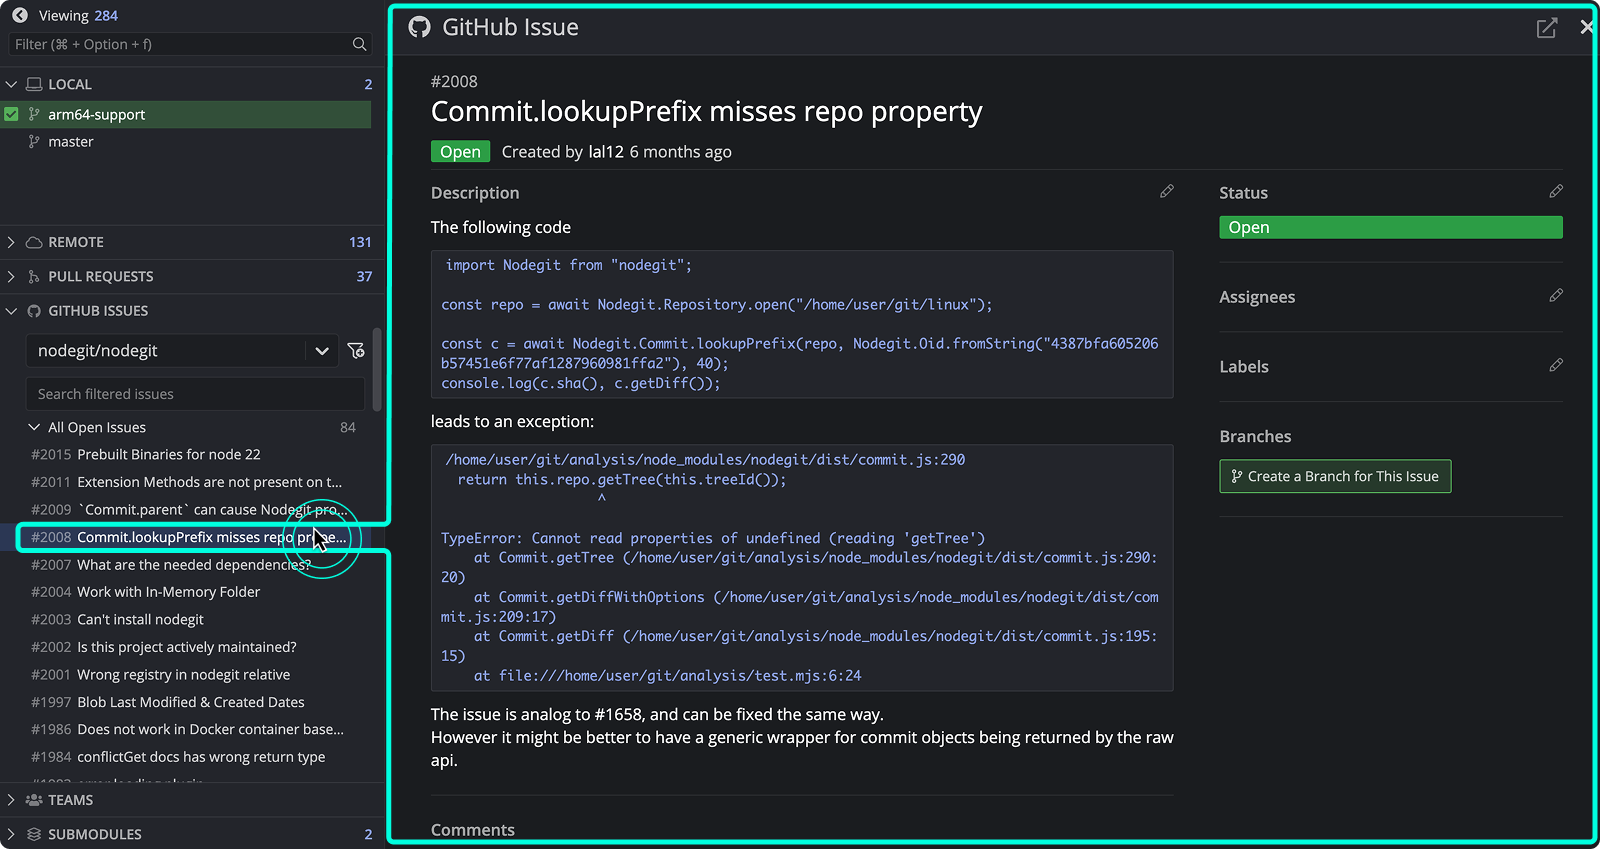 Viewing 284
Filter (⌘ + Option + f)
LOCAL 2
arm64-support
master
REMOTE 131
PULL REQUESTS 37
GITHUB ISSUES
nodegit/nodegit
Search filtered issues
All Open Issues 84
#2015 Prebuilt Binaries for node 22
#2011 Extension Methods are not present on t...
#2009 `Commit.parent` can cause Nodegit pro...
#2008 Commit.lookupPrefix misses repo prope...
#2007 What are the needed dependencies?
#2004 Work with In-Memory Folder
#2003 Can't install nodegit
#2002 Is this project actively maintained?
#2001 Wrong registry in nodegit relative
#1997 Blob Last Modified & Created Dates
#1986 Does not work in Docker container base...
#1984 conflictGet docs has wrong return type
TEAMS
SUBMODULES 2
GitHub Issue
#2008
Commit.lookupPrefix misses repo property
Open Created by lal12 6 months ago
Description
The following code
import Nodegit from "nodegit";
const repo = await Nodegit.Repository.open("/home/user/git/linux");
const c = await Nodegit.Commit.lookupPrefix(repo, Nodegit.Oid.fromString("4387bfa605206
b57451e6f77af1287960981ffa2"), 40);
console.log(c.sha(), c.getDiff());
leads to an exception:
/home/user/git/analysis/node_modules/nodegit/dist/commit.js:290
return this.repo.getTree(this.treeId());
^
TypeError: Cannot read properties of undefined (reading 'getTree')
at Commit.getTree (/home/user/git/analysis/node_modules/nodegit/dist/commit.js:290:
20)
at Commit.getDiffWithOptions (/home/user/git/analysis/node_modules/nodegit/dist/com
mit.js:209:17)
at Commit.getDiff (/home/user/git/analysis/node_modules/nodegit/dist/commit.js:195:
15)
at file:///home/user/git/analysis/test.mjs:6:24
The issue is analog to #1658, and can be fixed the same way.
However it might be better to have a generic wrapper for commit objects being returned by the raw
api.
Comments
Status
Open
Assignees
Labels
Branches
Create a Branch for This Issue